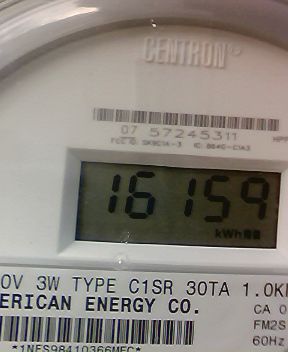 CENTRON®
07 57245311
16159
kWh
0V 3W TYPE C1SR 30TA 1.0K
ERICAN ENERGY CO.
CA 0
FM2S
60Hz
*1NES98410366MEC*